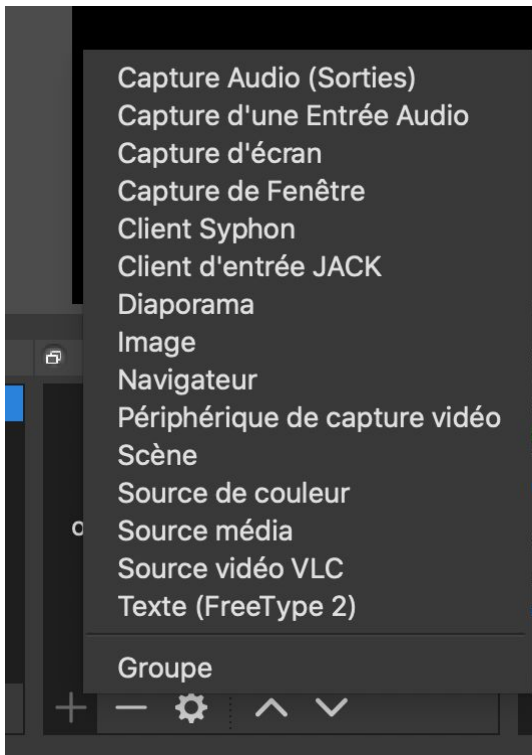 Capture Audio (Sorties)
Capture d'une Entrée Audio
Capture d'écran
Capture de Fenêtre
Client Syphon
Client d'entrée JACK
Diaporama
Image
Navigateur
Périphérique de capture vidéo
Scène
Source de couleur
Source média
Source vidéo VLC
Texte (FreeType 2)
Groupe